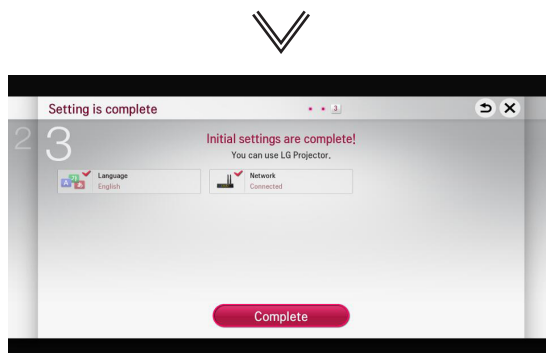 Setting is complete
3
2
3
Initial settings are complete!
You can use LG Projector.
Language
English
Network
Connected
Complete